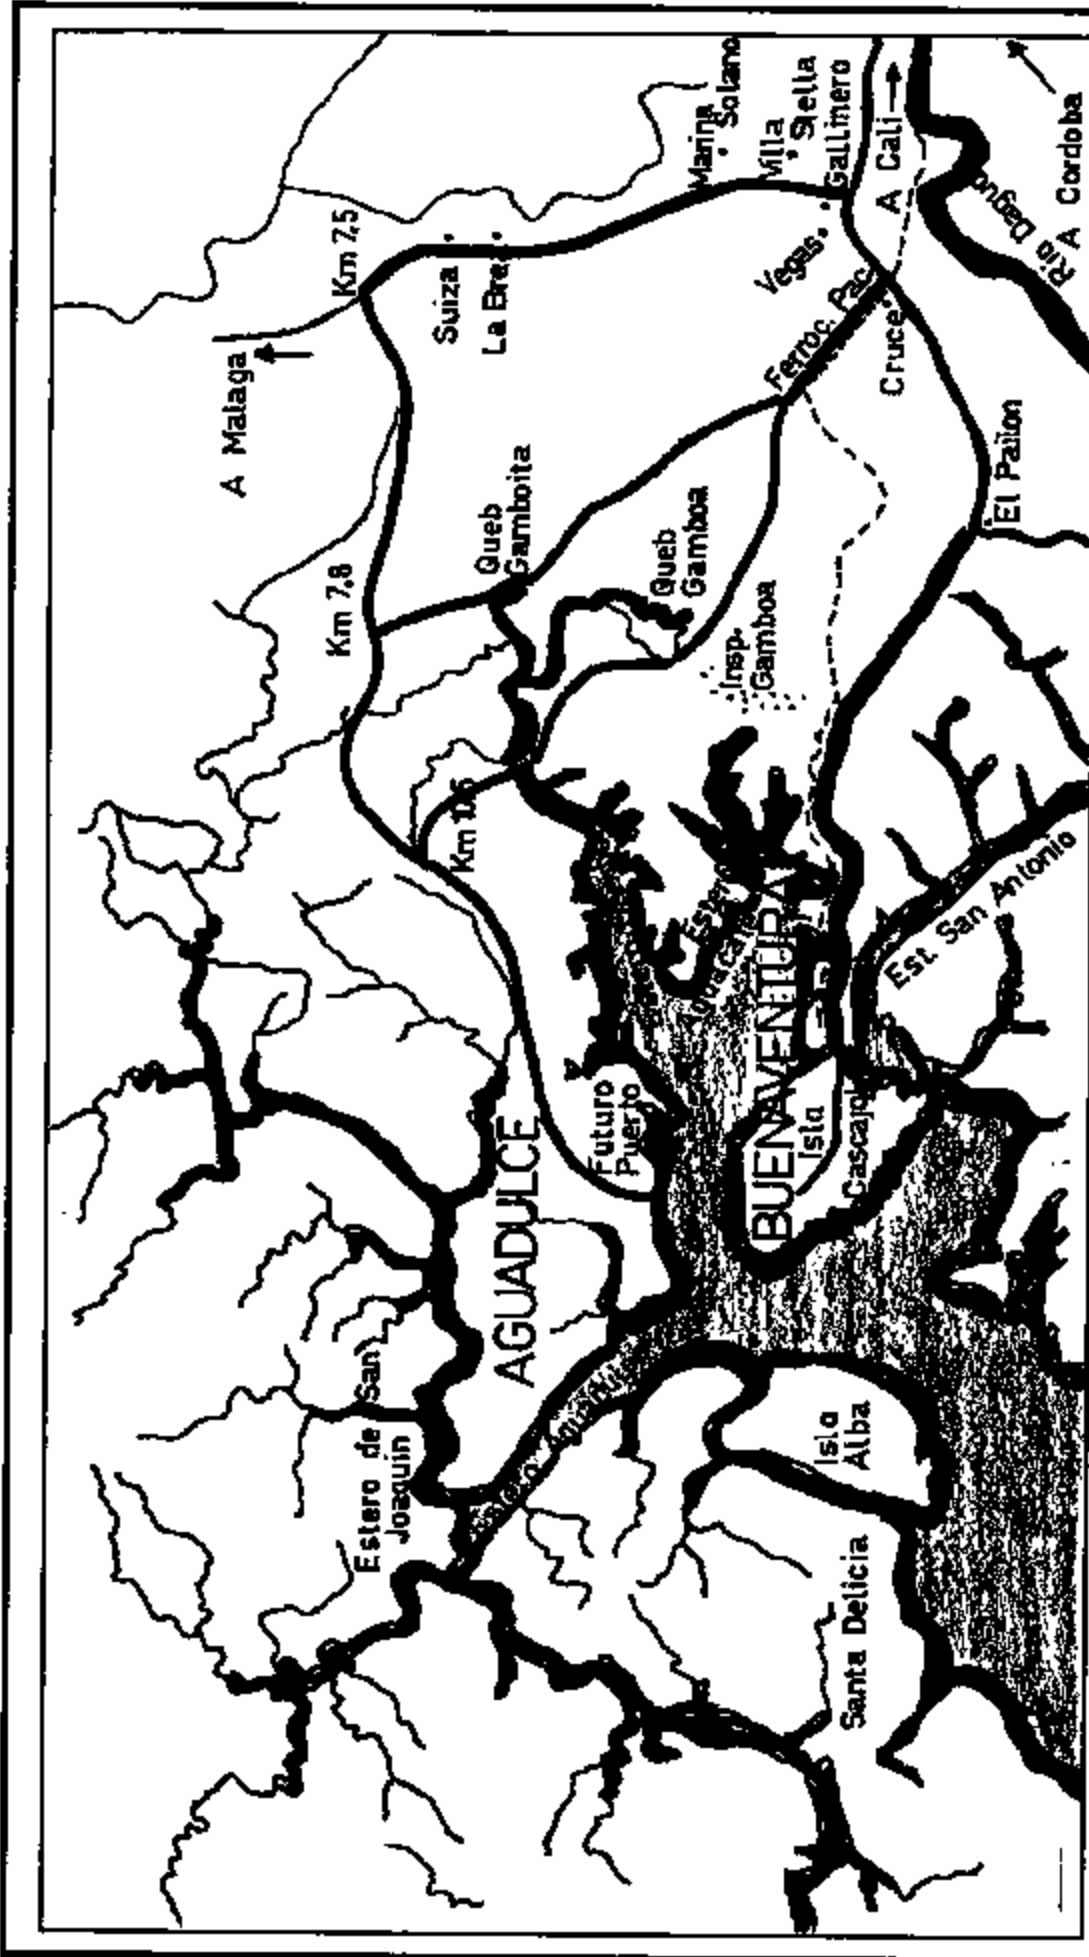 A Malaga
Km 7.5
Suiza
La Brea
Marina
Solano
Villa
Stella
Gallinero
A Cali
Rio Dagua
A Cordoba
Vegas
Ferroc. Pac.
Cruce
El Pailon
Km 7.8
Queb
Gamboita
Queb
Gamboa
Insp.
Gamboa
Km
Estero
Est. San Antonio
BUENAVENTURA
Isla
Cascajal
Futuro
Puerto
AGUADULCE
Estero de San
Joaquin
Isla
Alba
Santa Delicia